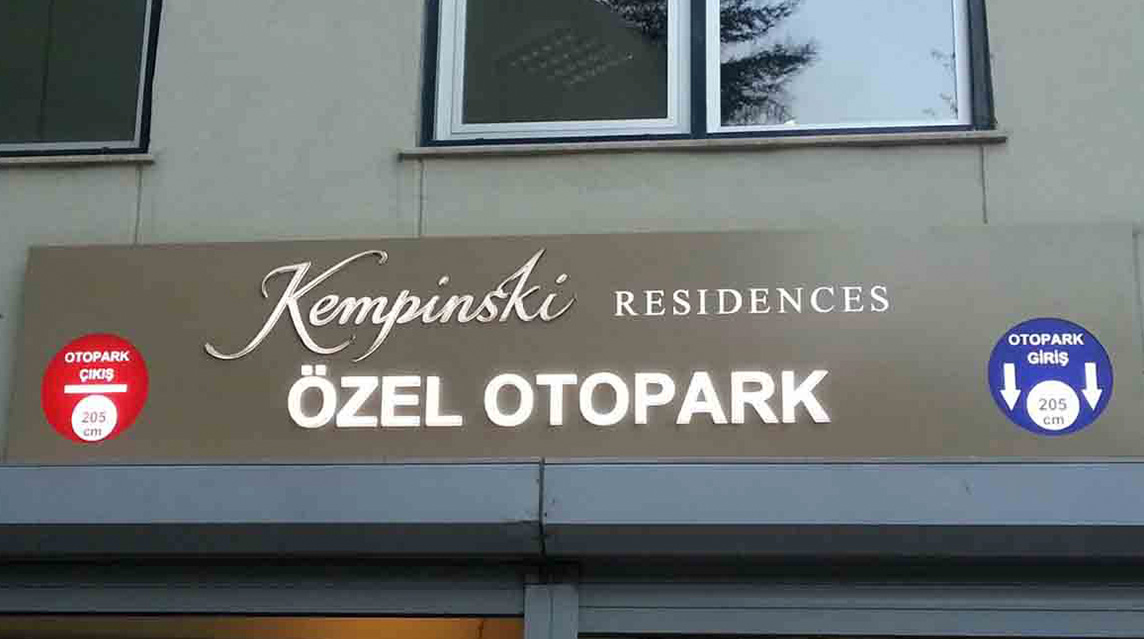 Kempinski RESIDENCES
ÖZEL OTOPARK
OTOPARK
ÇIKIŞ
205
cm
OTOPARK
GİRİŞ
205
cm